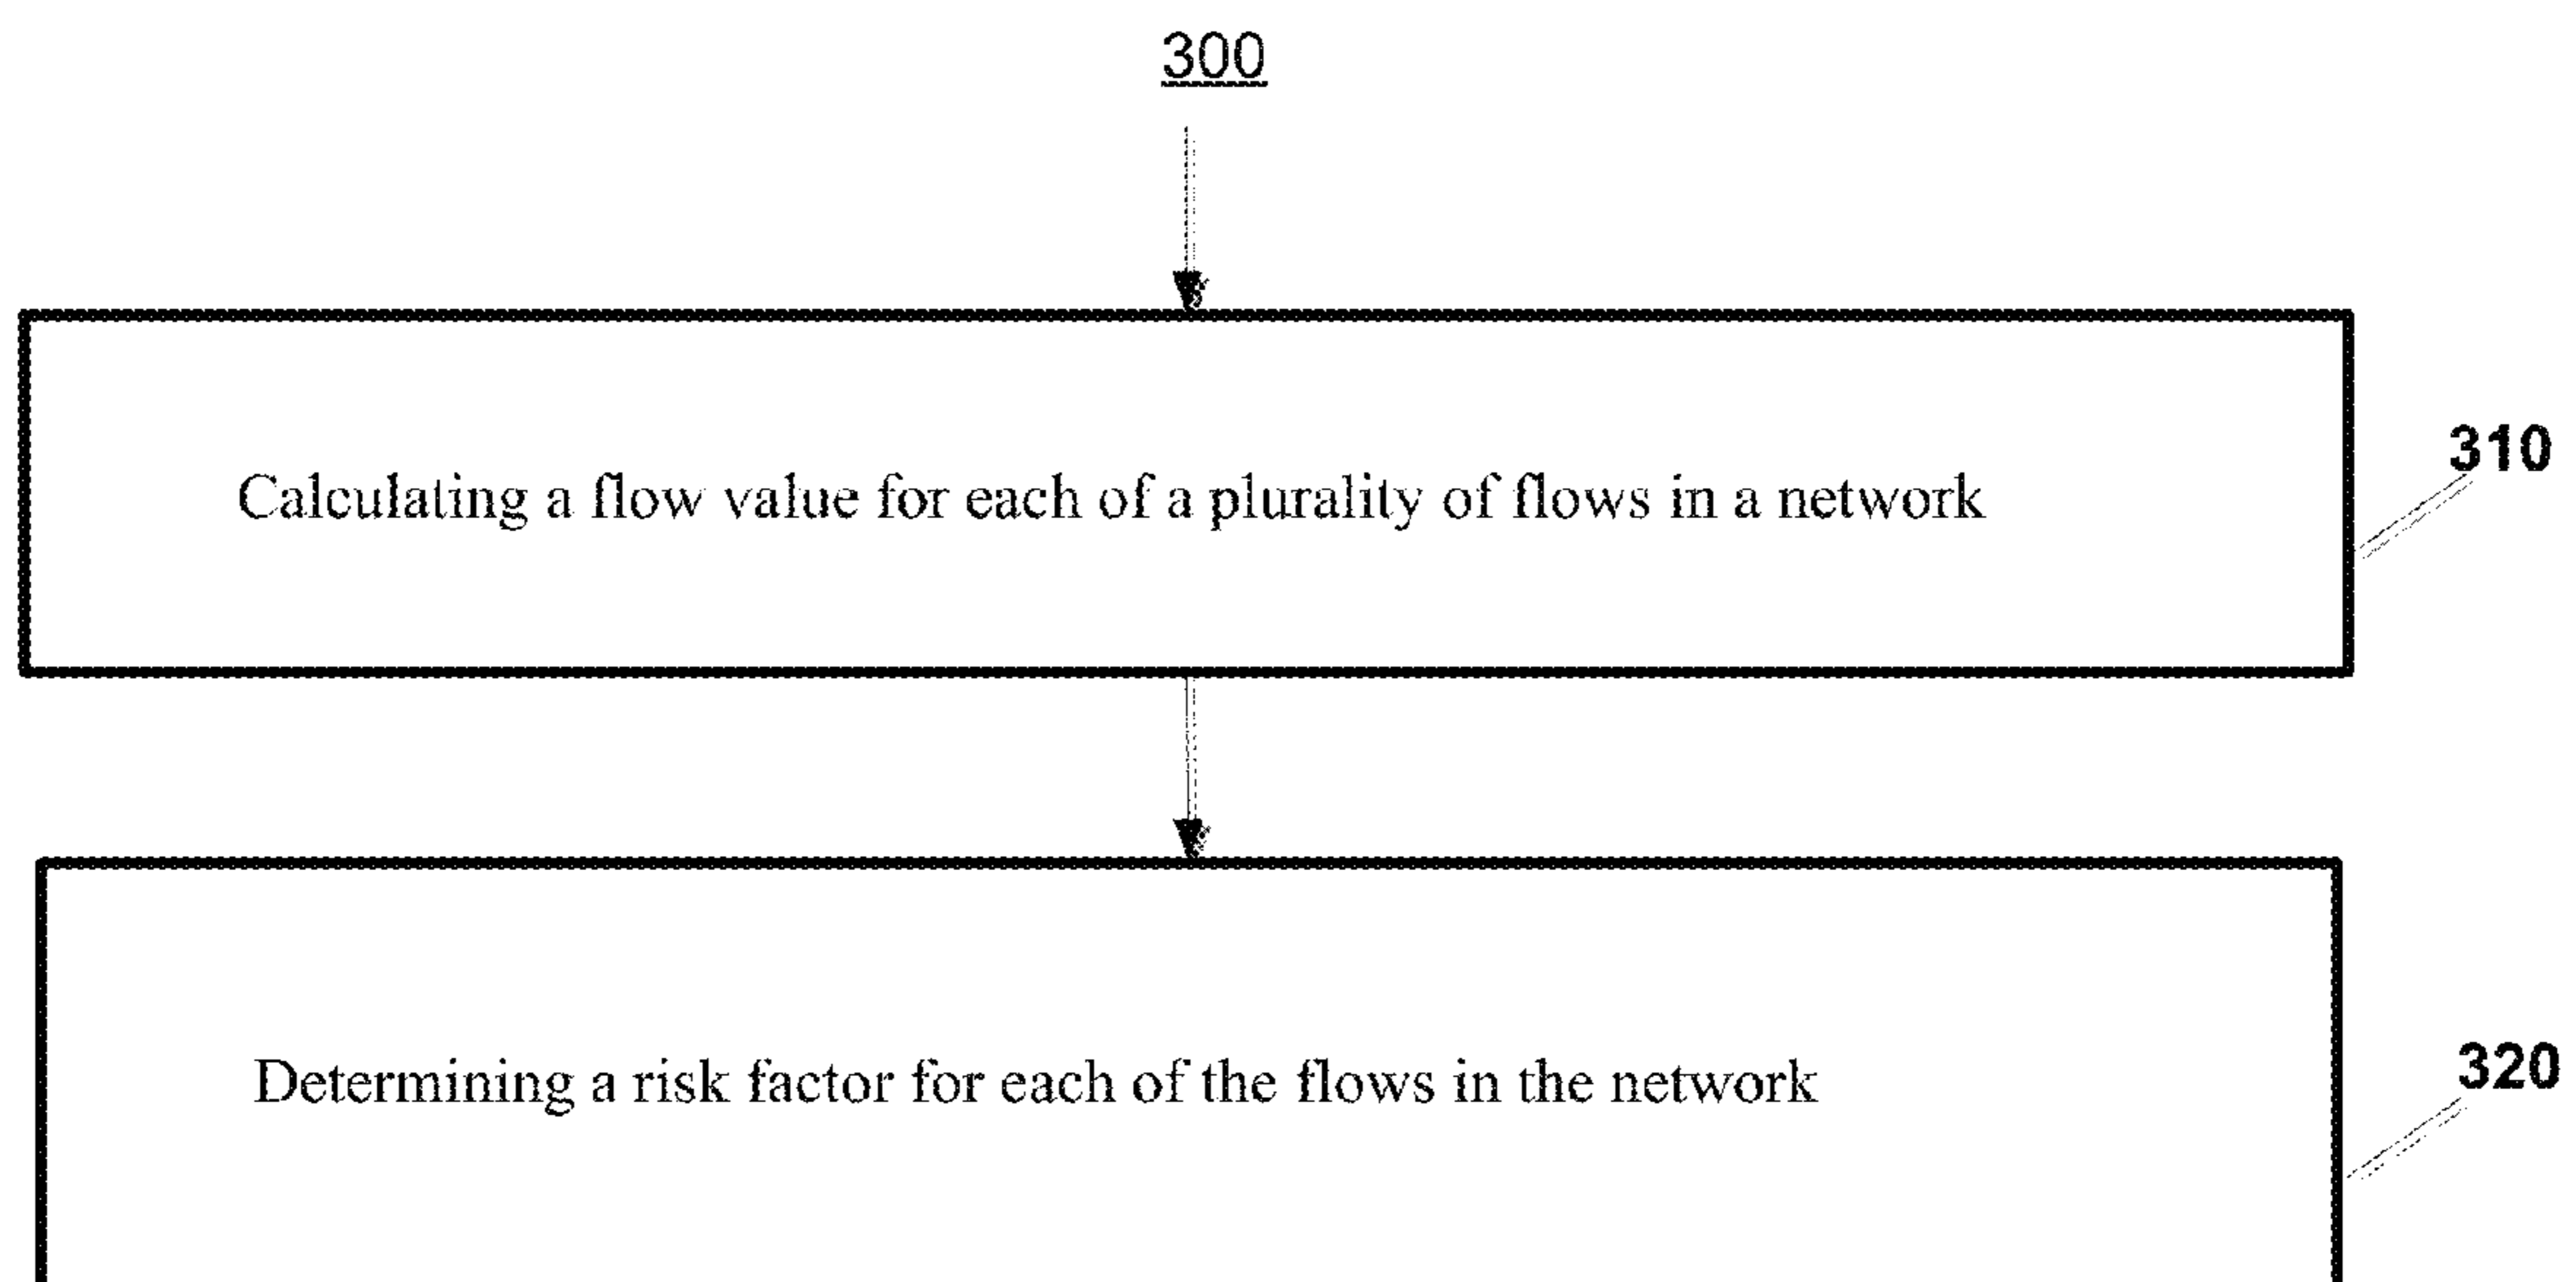 300
Calculating a flow value for each of a plurality of flows in a network
310
Determining a risk factor for each of the flows in the network
320